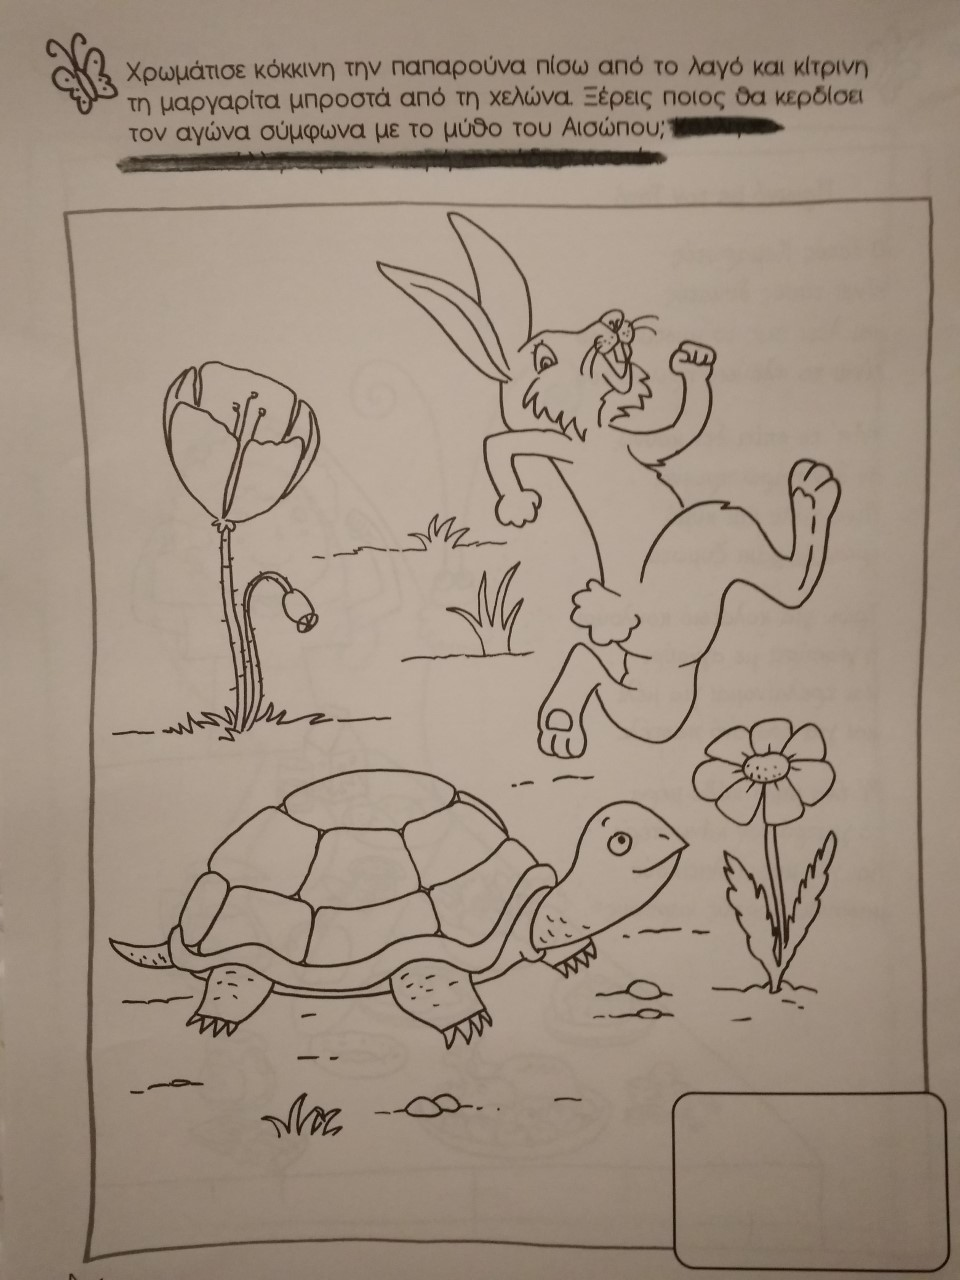 Χρωμάτισε κόκκινη την παπαρούνα πίσω από το λαγό και κίτρινη
τη μαργαρίτα μπροστά από τη χελώνα. Ξέρεις ποιος θα κερδίσει
τον αγώνα σύμφωνα με το μύθο του Αισώπου;